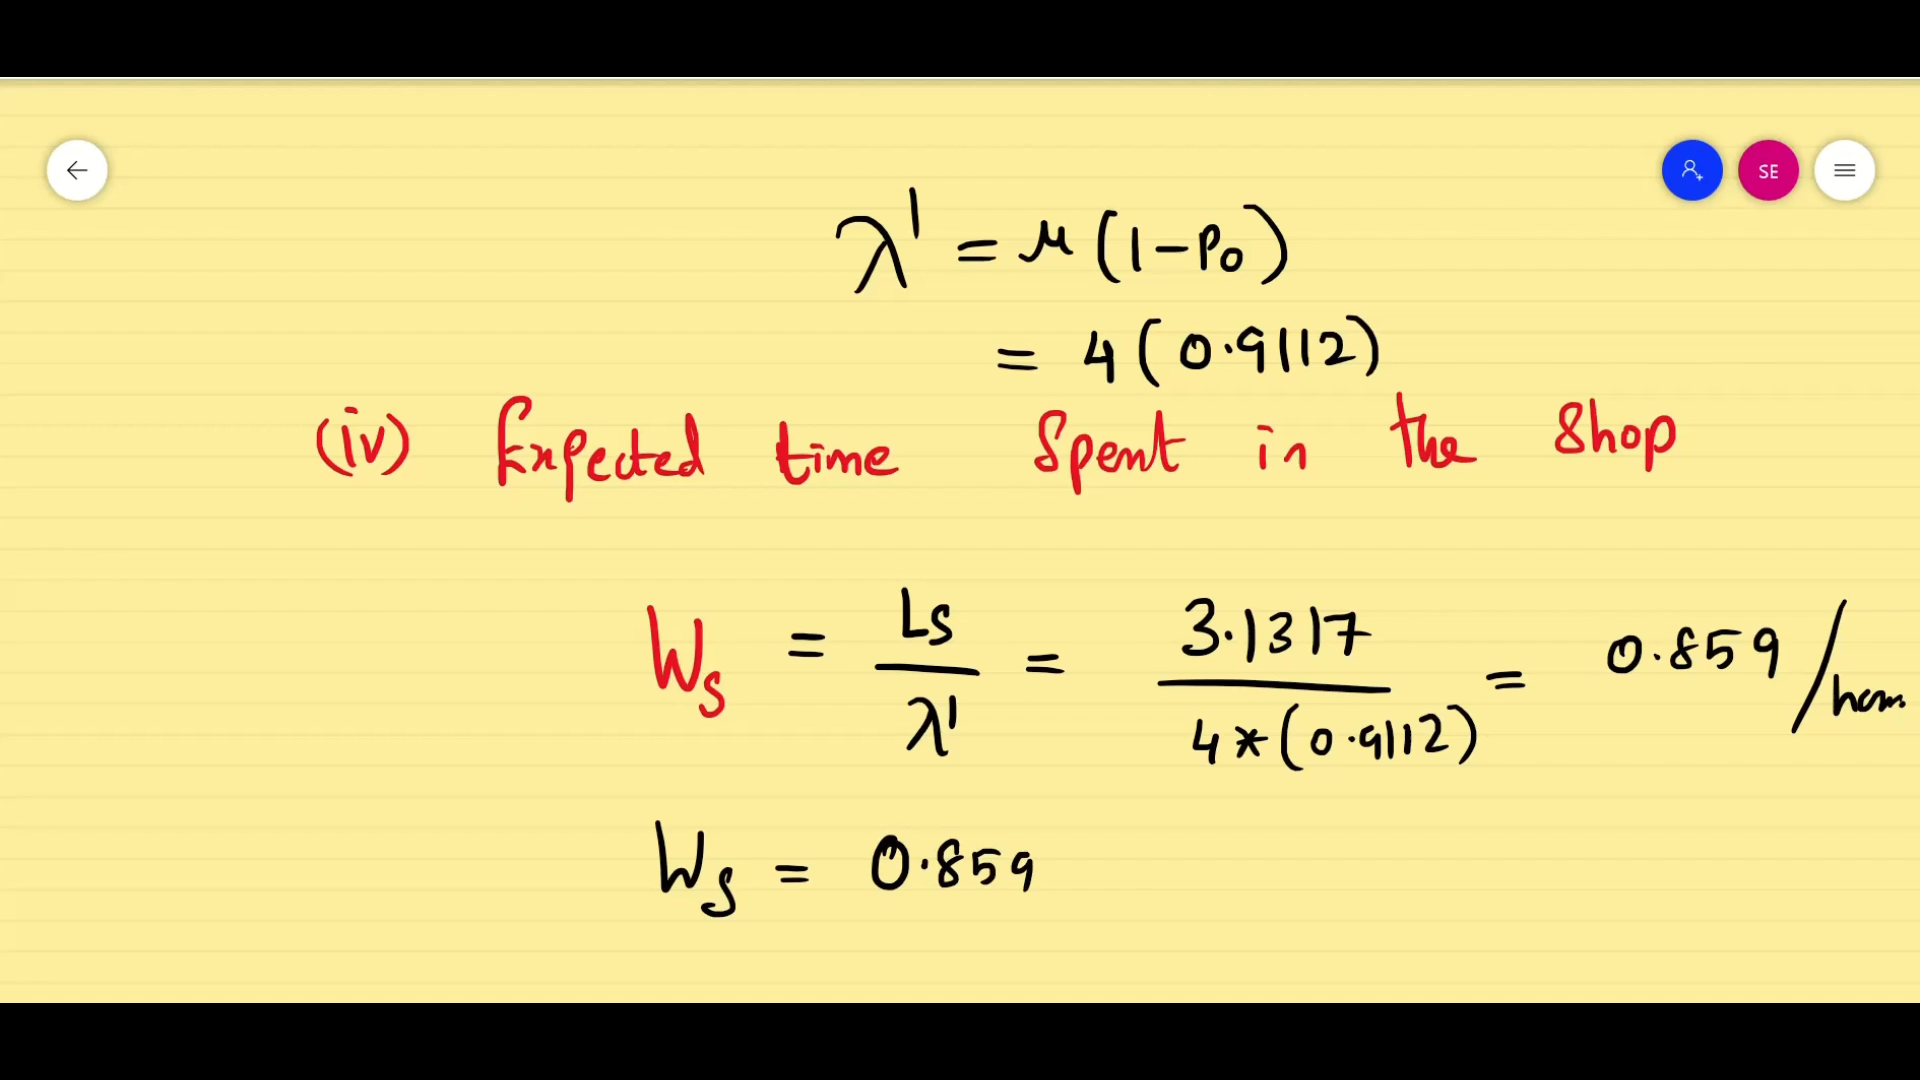 SE
λ' = μ (1-P0)
= 4 (0.9112)
(iv) Expected time Spent in the Shop
Ws = Ls / λ' = 3.1317 / 4*(0.9112) = 0.859 /
Ws = 0.859